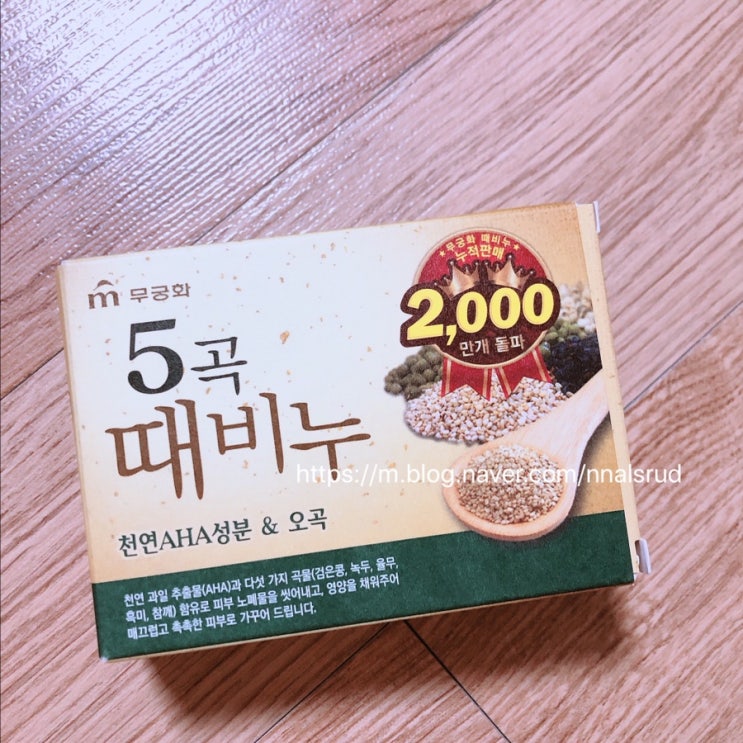 무궁화
5곡
때비누
천연AHA성분 & 오곡
★ 무궁화 때비누 ★
누적판매
2,000
만개 돌파
https://m.blog.naver.com/nnalsrud
천연 과일 추출물(AHA)과 다섯 가지 곡물(검은콩, 녹두, 율무,
흑미, 참깨) 함유로 피부 노폐물을 씻어내고, 영양을 채워주어
매끄럽고 촉촉한 피부로 가꾸어 드립니다.